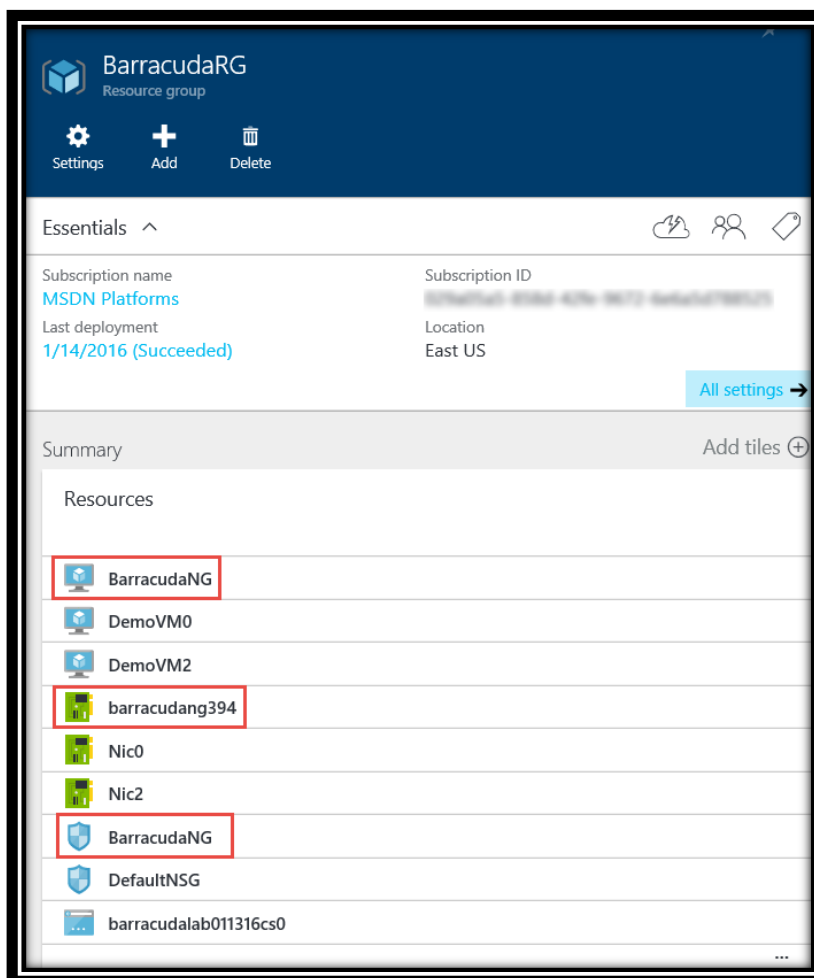 BarracudaRG
Resource group
Settings Add Delete
Essentials
Subscription name Subscription ID
MSDN Platforms
Last deployment Location
1/14/2016 (Succeeded) East US
All settings
Summary Add tiles
Resources
BarracudaNG
DemoVM0
DemoVM2
barracudang394
Nic0
Nic2
BarracudaNG
DefaultNSG
barracudalab011316cs0
...